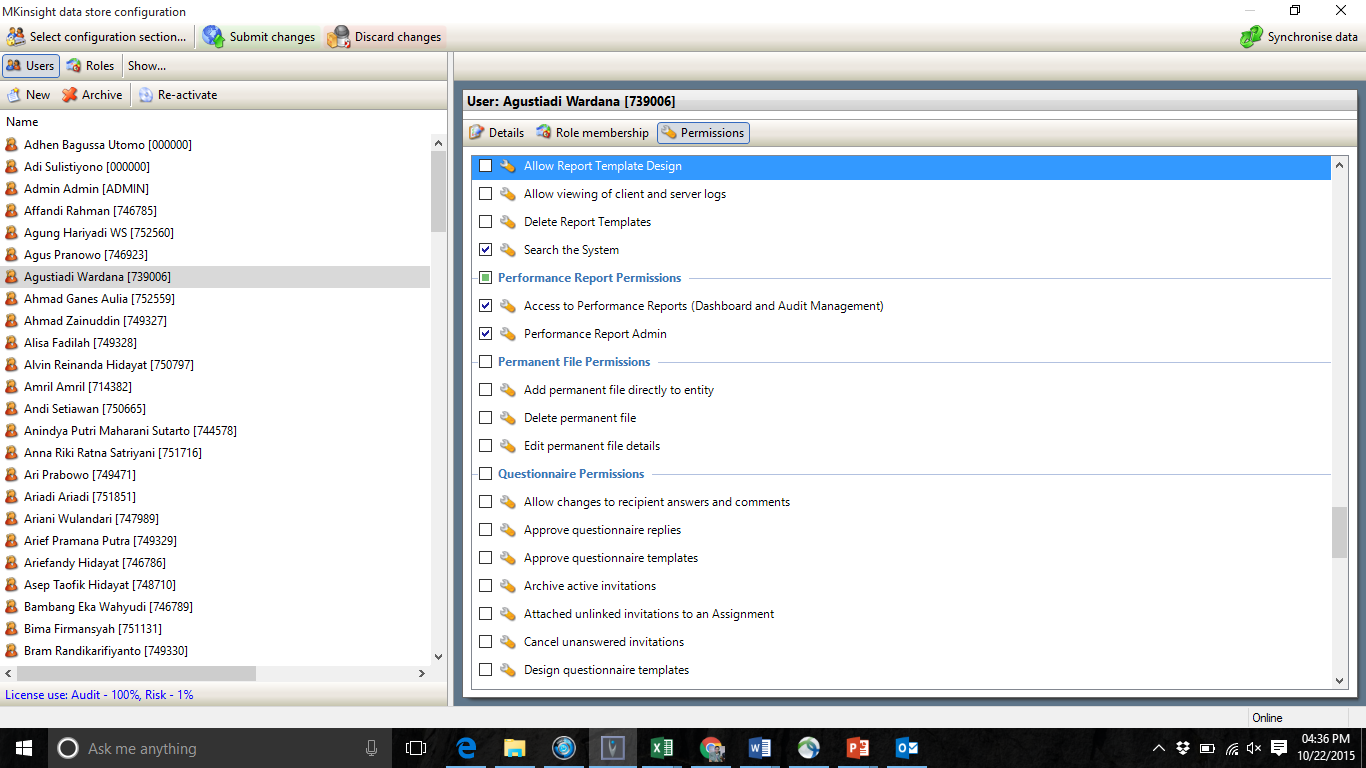 MKinsight data store configuration
Select configuration section... Submit changes Discard changes Synchronise data
Users Roles Show...
New Archive Re-activate
Name
Adhen Bagussa Utomo [000000]
Adi Sulistiyono [000000]
Admin Admin [ADMIN]
Affandi Rahman [746785]
Agung Hariyadi WS [752560]
Agus Pranowo [746923]
Agustiadi Wardana [739006]
Ahmad Ganes Aulia [752559]
Ahmad Zainuddin [749327]
Alisa Fadilah [749328]
Alvin Reinanda Hidayat [750797]
Amril Amril [714382]
Andi Setiawan [750665]
Anindya Putri Maharani Sutarto [744578]
Anna Riki Ratna Satriyani [751716]
Ari Prabowo [749471]
Ariadi Ariadi [751851]
Ariani Wulandari [747989]
Arief Pramana Putra [749329]
Ariefandy Hidayat [746786]
Asep Taofik Hidayat [748710]
Bambang Eka Wahyudi [746789]
Bima Firmansyah [751131]
Bram Randikarifiyanto [749330]
License use: Audit - 100%, Risk - 1%
User: Agustiadi Wardana [739006]
Details Role membership Permissions
Allow Report Template Design
Allow viewing of client and server logs
Delete Report Templates
Search the System
Performance Report Permissions
Access to Performance Reports (Dashboard and Audit Management)
Performance Report Admin
Permanent File Permissions
Add permanent file directly to entity
Delete permanent file
Edit permanent file details
Questionnaire Permissions
Allow changes to recipient answers and comments
Approve questionnaire replies
Approve questionnaire templates
Archive active invitations
Attached unlinked invitations to an Assignment
Cancel unanswered invitations
Design questionnaire templates
Online
Ask me anything
04:36 PM
10/22/2015